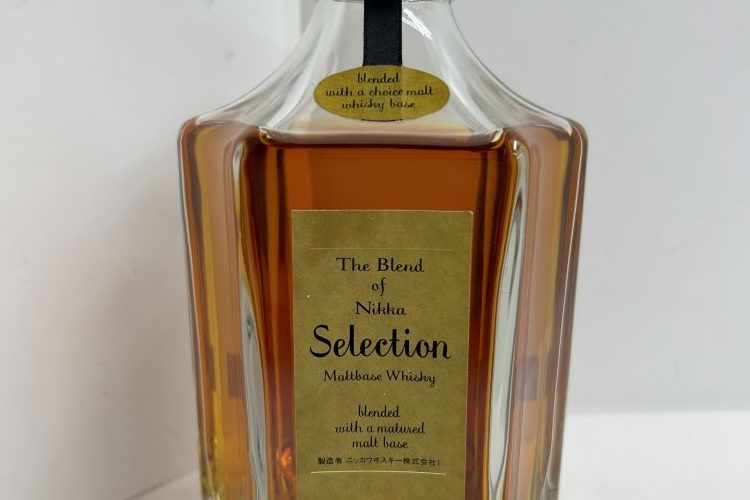 blended
with a choice malt
whisky base
The Blend
of
Nikka
Selection
Maltbase Whisky
blended
with a matured
malt base
製造者 ニッカウヰスキー株式会社